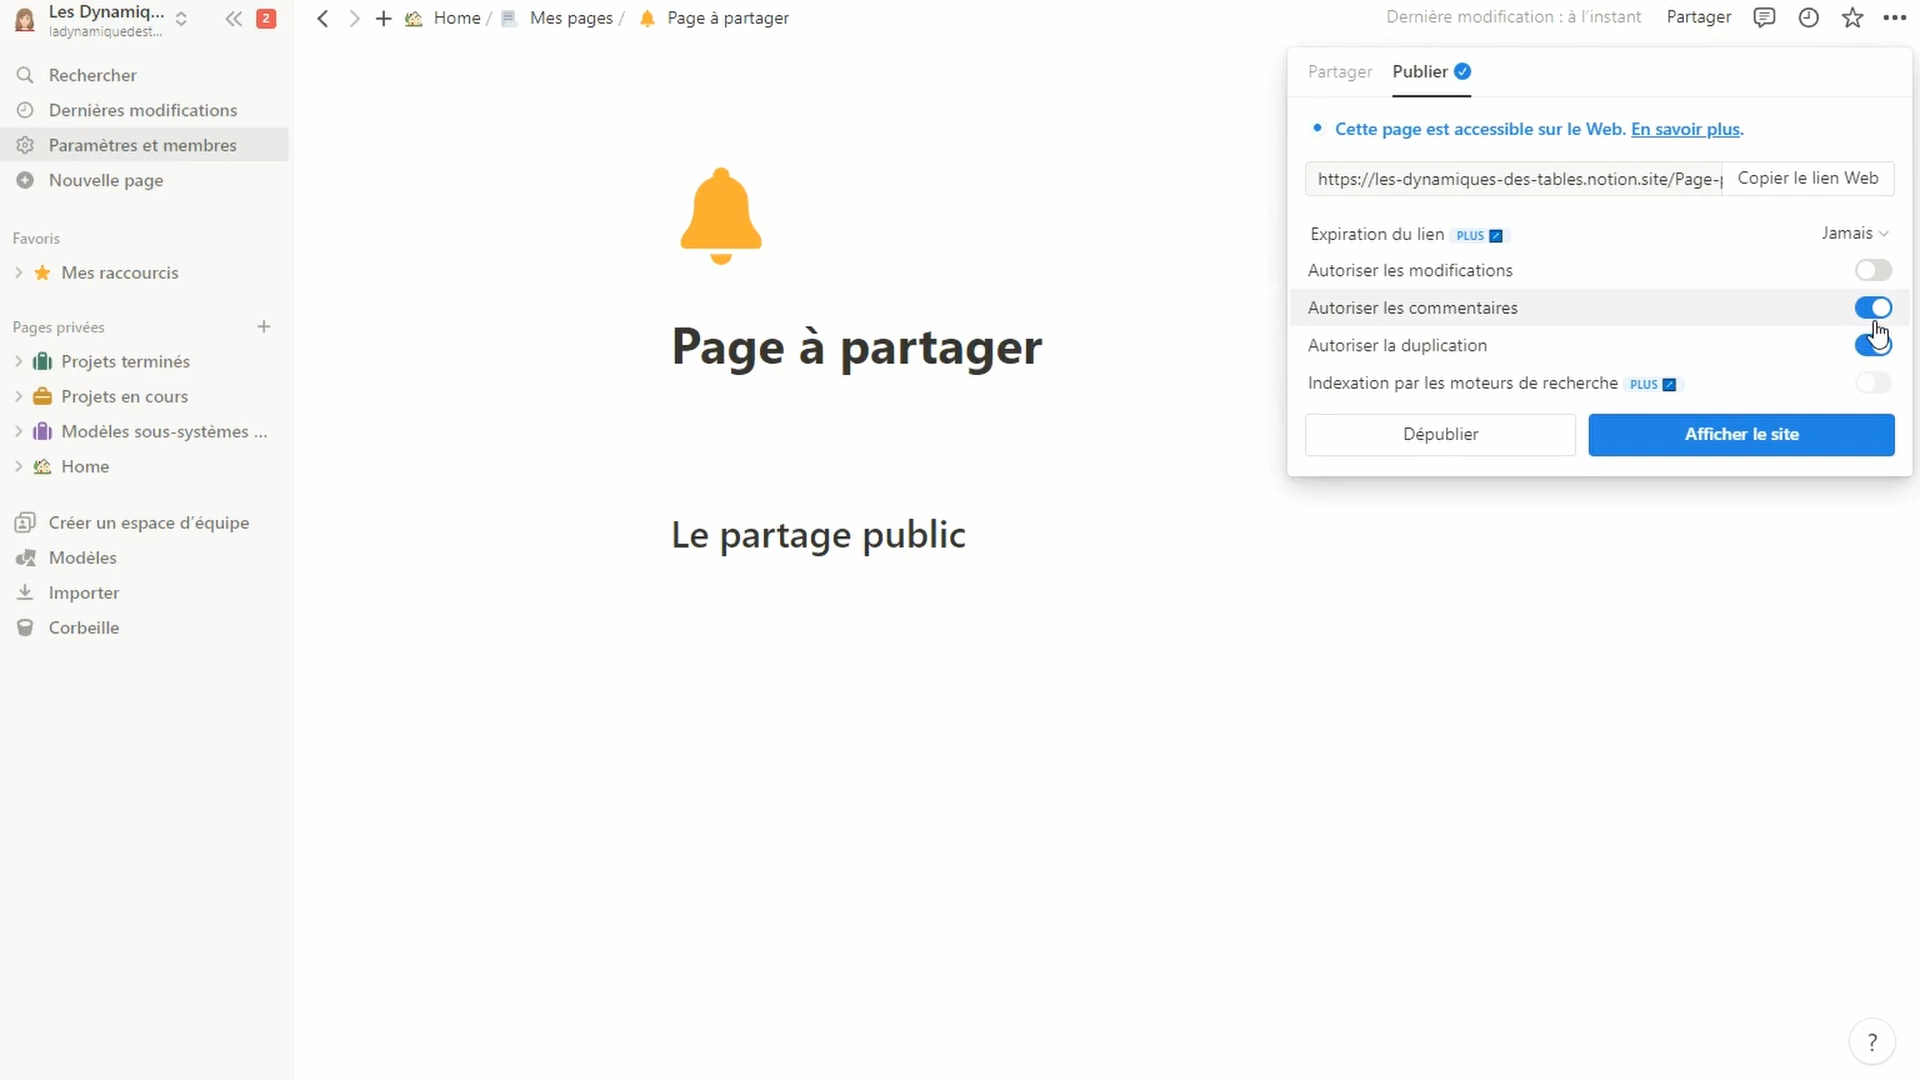 Les Dynamiq...
ladynamiquedest...
2
Rechercher
Dernières modifications
Paramètres et membres
Nouvelle page
Favoris
Mes raccourcis
Pages privées
Projets terminés
Projets en cours
Modèles sous-systèmes ...
Home
Créer un espace d’équipe
Modèles
Importer
Corbeille
Home / Mes pages / Page à partager
Dernière modification : à l’instant Partager
Page à partager
Le partage public
Partager Publier
Cette page est accessible sur le Web. En savoir plus.
https://les-dynamiques-des-tables.notion.site/Page-p Copier le lien Web
Expiration du lien PLUS Jamais
Autoriser les modifications
Autoriser les commentaires
Autoriser la duplication
Indexation par les moteurs de recherche PLUS
Dépublier Afficher le site
?